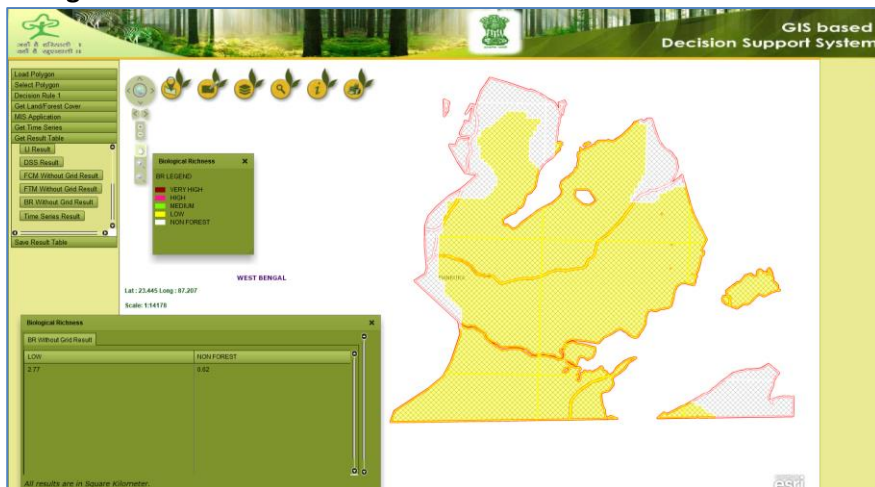 GIS based
Decision Support System
Load Polygon
Select Polygon
Decision Rule 1
Get Land/Forest Cover
MIS Application
Get Time Series
Get Result Table
LI Result
DSS Result
FCM Without Grid Result
FTM Without Grid Result
BR Without Grid Result
Time Series Result
Save Result Table
Biological Richness X
BR LEGEND
VERY HIGH
HIGH
MEDIUM
LOW
NON FOREST
WEST BENGAL
Lat : 23.445 Long : 87.207
Scale: 1:14178
Biological Richness X
BR Without Grid Result
LOW NON FOREST
2.77 0.62
All results are in Square Kilometer.
esri